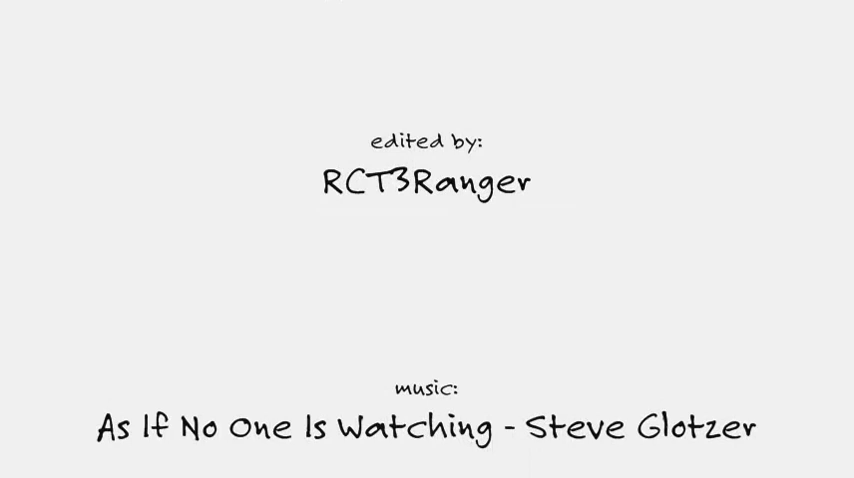 edited by:
RCT3Ranger
music:
As If No One Is Watching - Steve Glotzer